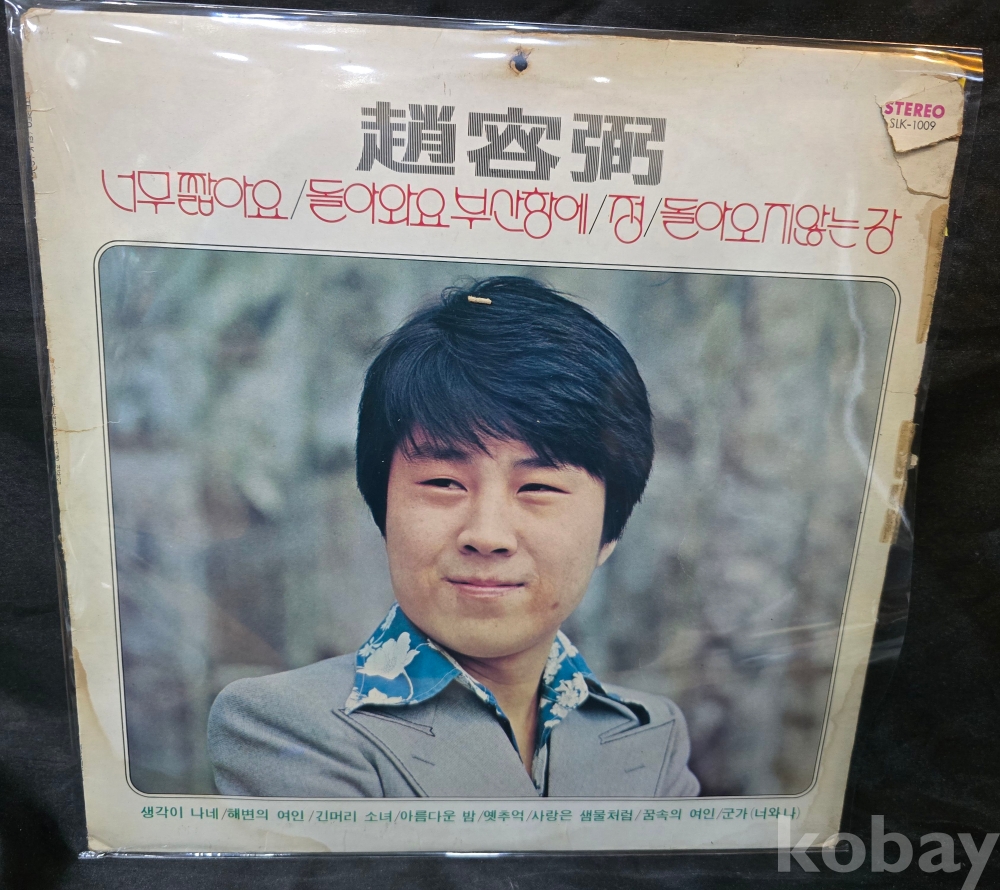 STEREO
SLK-1009
趙容弼
너무짧아요/돌아와요부산항에/정/돌아오지않는강
생각이 나네/해변의 여인/긴머리 소녀/아름다운 밤/옛추억/사랑은 샘물처럼/꿈속의 여인/군가(너와나)
kobay